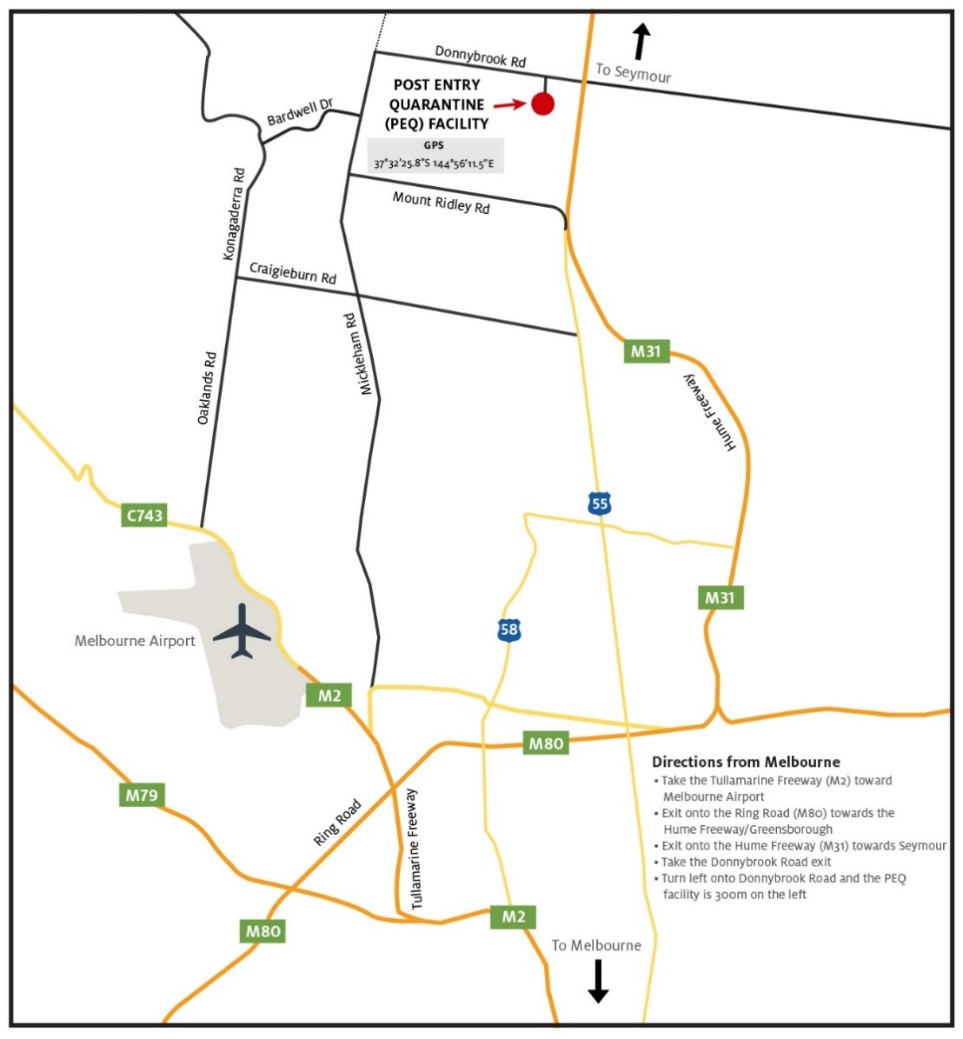 Donnybrook Rd
To Seymour
POST ENTRY
QUARANTINE
(PEQ) FACILITY
GPS
37°32'25.8"S 144°56'11.5"E
Bardwell Dr
Konagaderra Rd
Mount Ridley Rd
Craigieburn Rd
Mickleham Rd
Oaklands Rd
M31
Hume Freeway
55
C743
M31
58
Melbourne Airport
M2
M80
M79
Ring Road
Tullamarine Freeway
Directions from Melbourne
• Take the Tullamarine Freeway (M2) toward
Melbourne Airport
• Exit onto the Ring Road (M80) towards the
Hume Freeway/Greensborough
• Exit onto the Hume Freeway (M31) towards Seymour
• Take the Donnybrook Road exit
• Turn left onto Donnybrook Road and the PEQ
facility is 300m on the left
M2
M80
To Melbourne